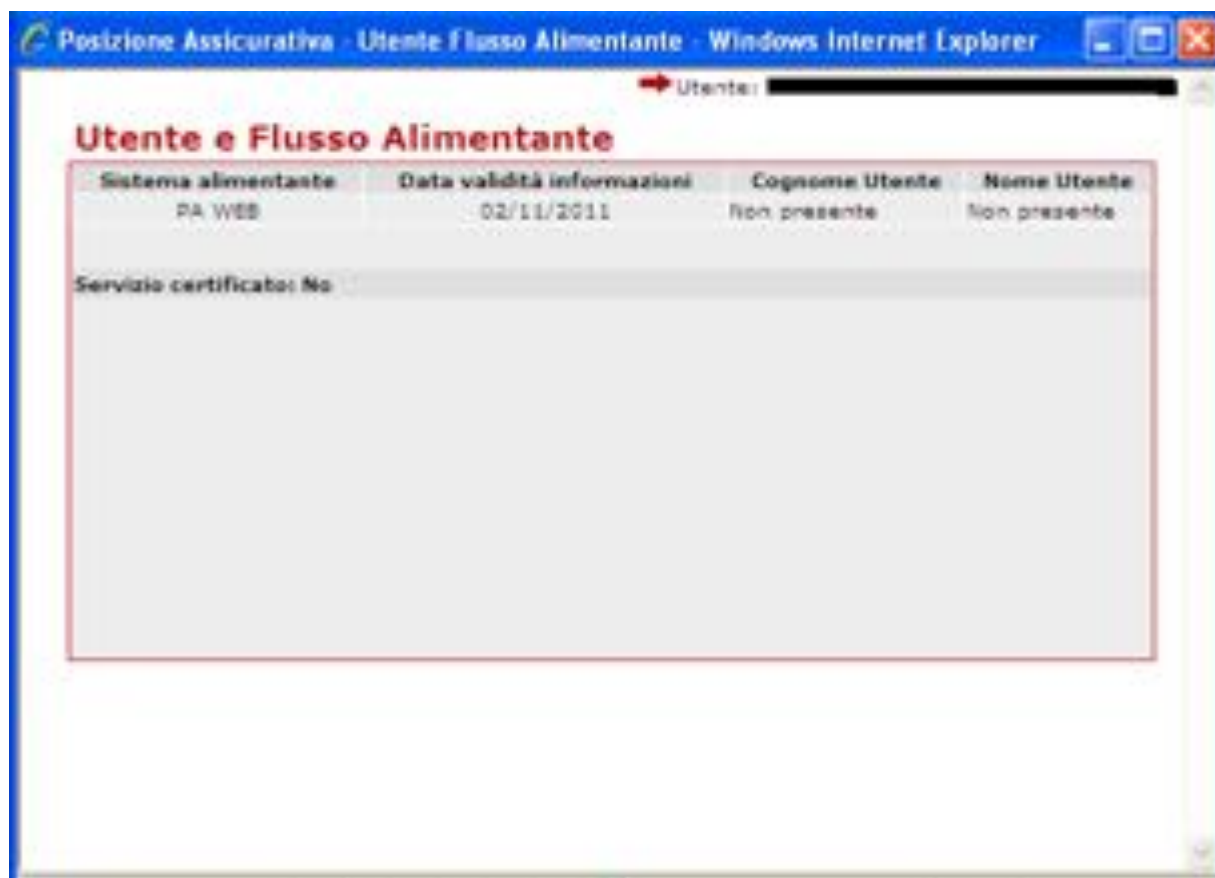 Posizione Assicurativa - Utente Flusso Alimentante - Windows Internet Explorer
Utente:
Utente e Flusso Alimentante
Sistema alimentante Data validità informazioni Cognome Utente Nome Utente
PA WEB 02/11/2011 Non presente Non presente
Servizio certificato: No